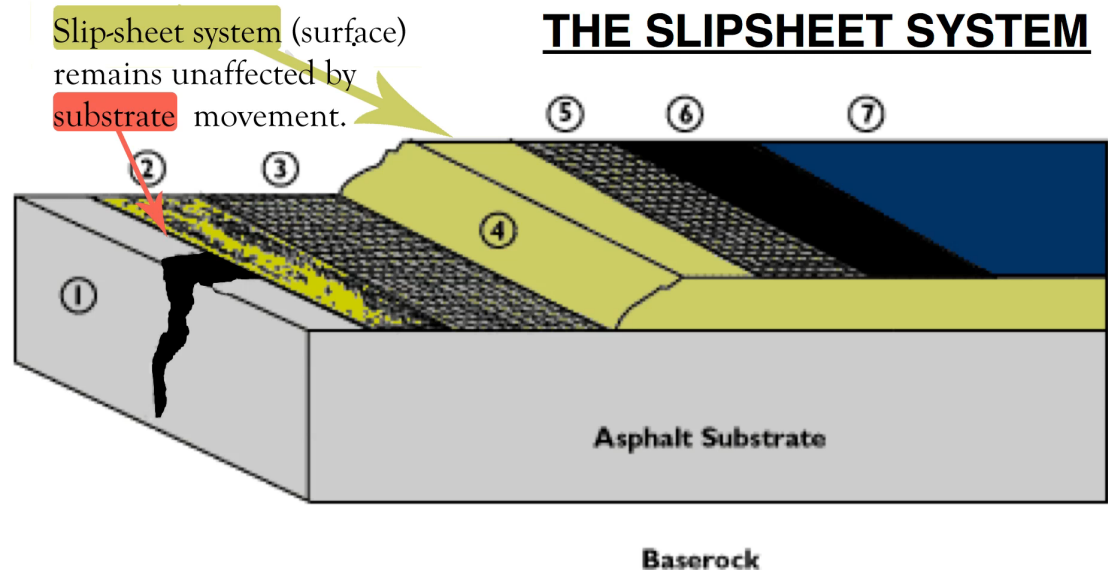 THE SLIPSHEET SYSTEM
Slip-sheet system (surface)
remains unaffected by
substrate movement.
⑤ ⑥ ⑦
② ③
④
①
Asphalt Substrate
Baserock